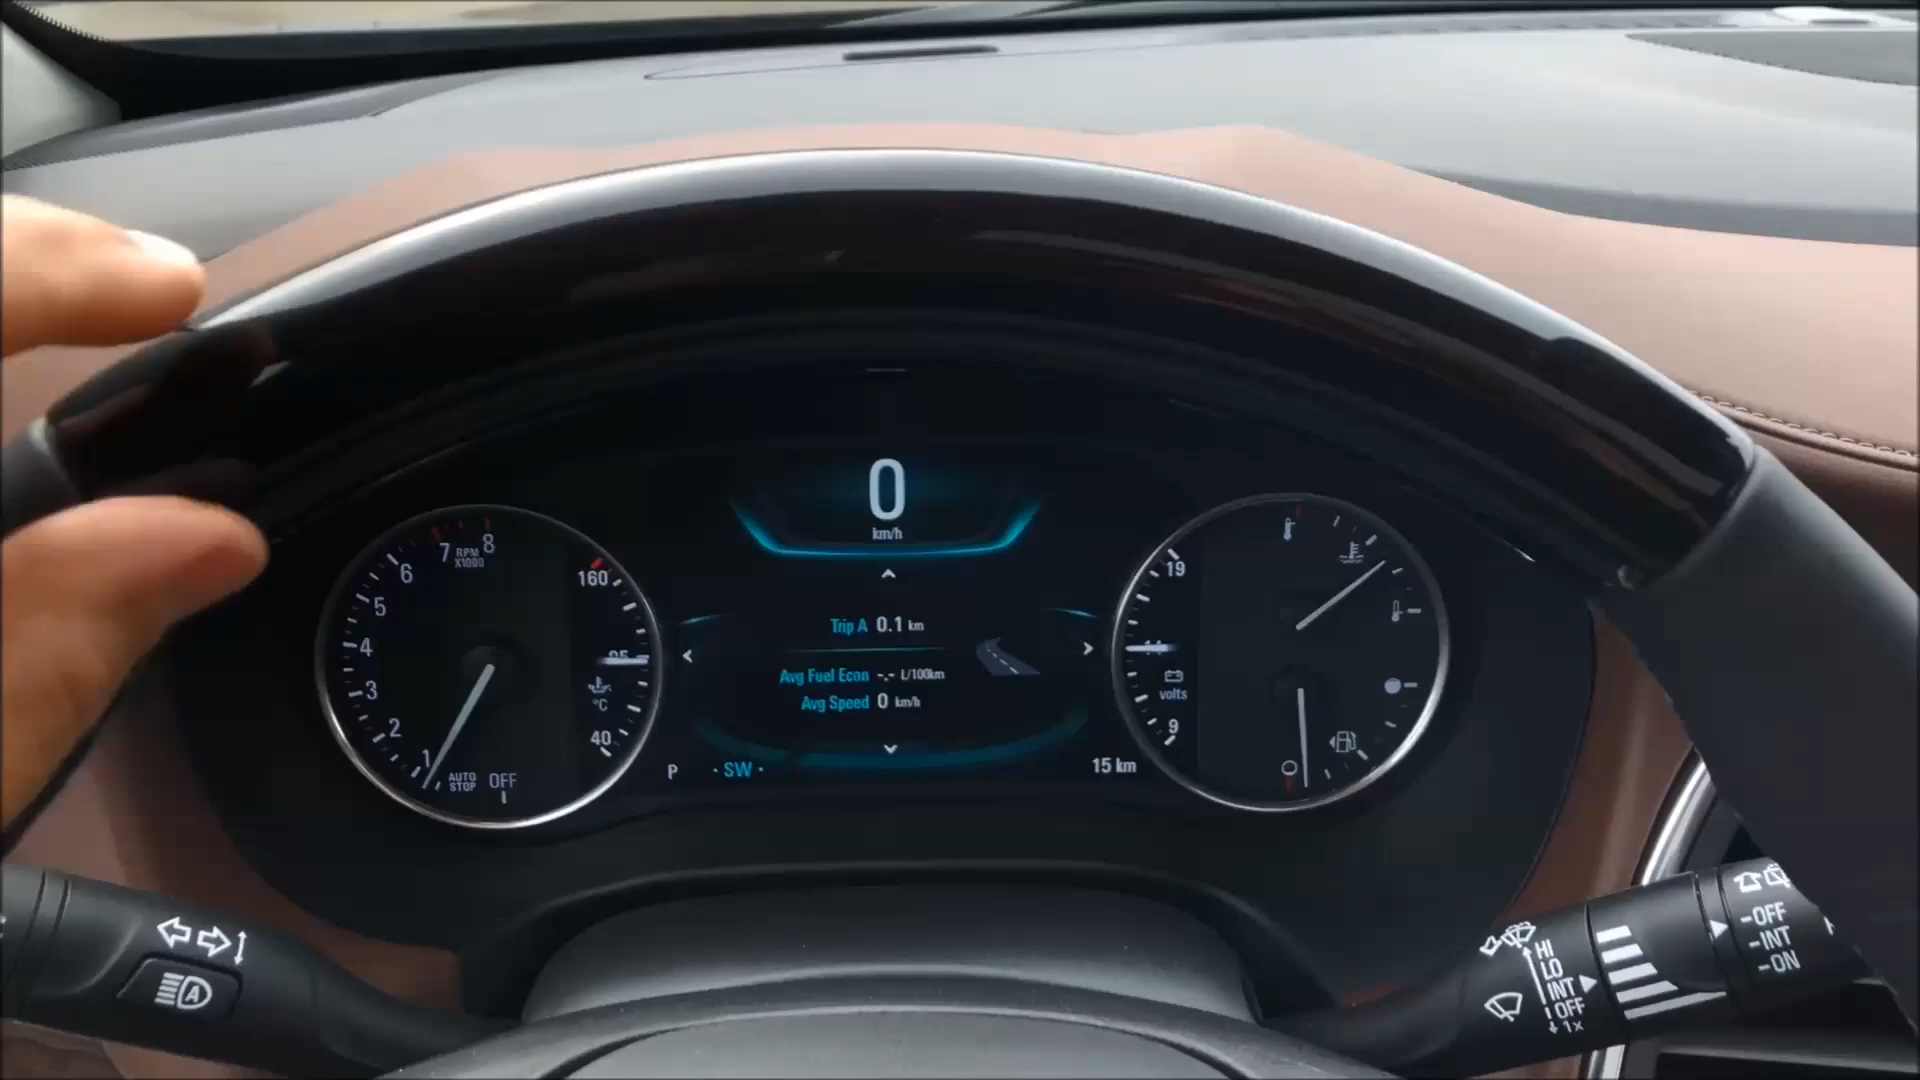 0
km/h
Trip A 0.1 km
Avg Fuel Econ -.- L/100km
Avg Speed 0 km/h
P
· SW ·
15 km
8
7
RPM
X1000
6
5
4
3
2
1
AUTO
STOP
OFF
160
95
°C
40
19
volts
9
A
HI
LO
INT
OFF
1x
-OFF
-INT
-ON